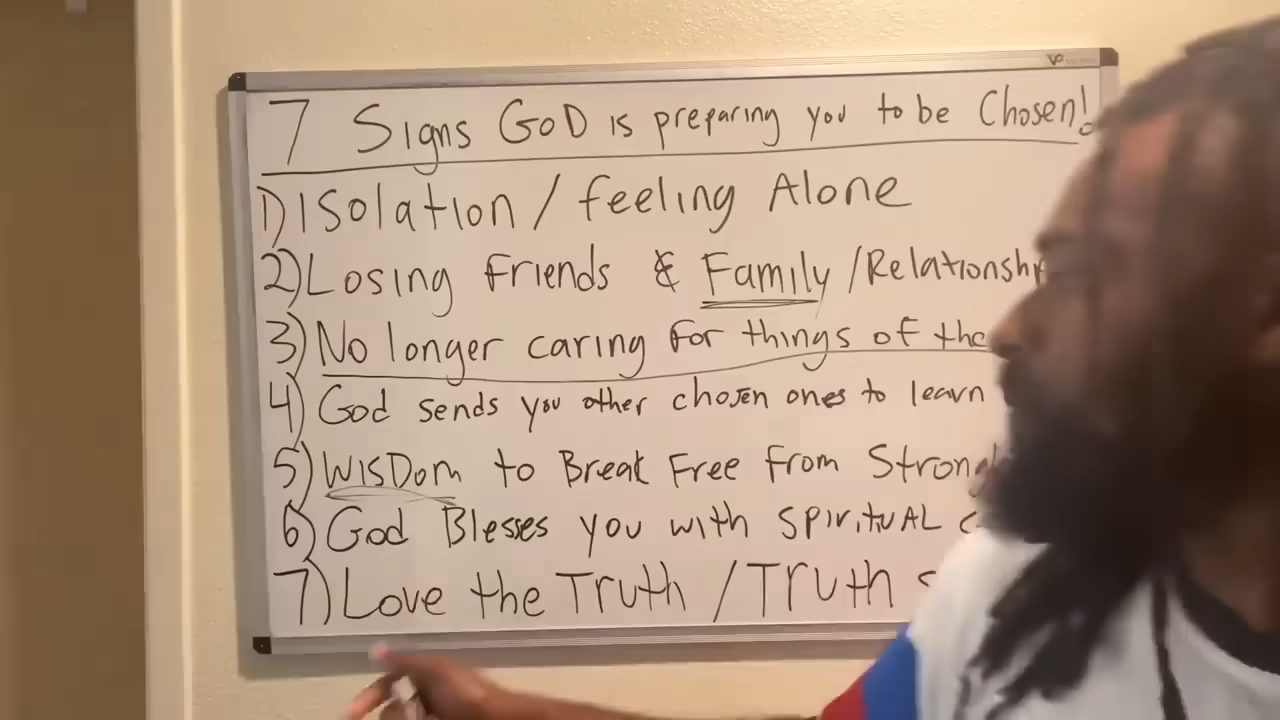 7 Signs GOD is preparing you to be Chosen!
1) ISolation / feeling Alone
2) Losing Friends & Family / Relationsh
3) No longer caring for things of the
4) God sends you other chosen ones to learn
5) WISDom to Break Free From Strong
6) God Blesses you with SPirituAL
7) Love the Truth / Truth